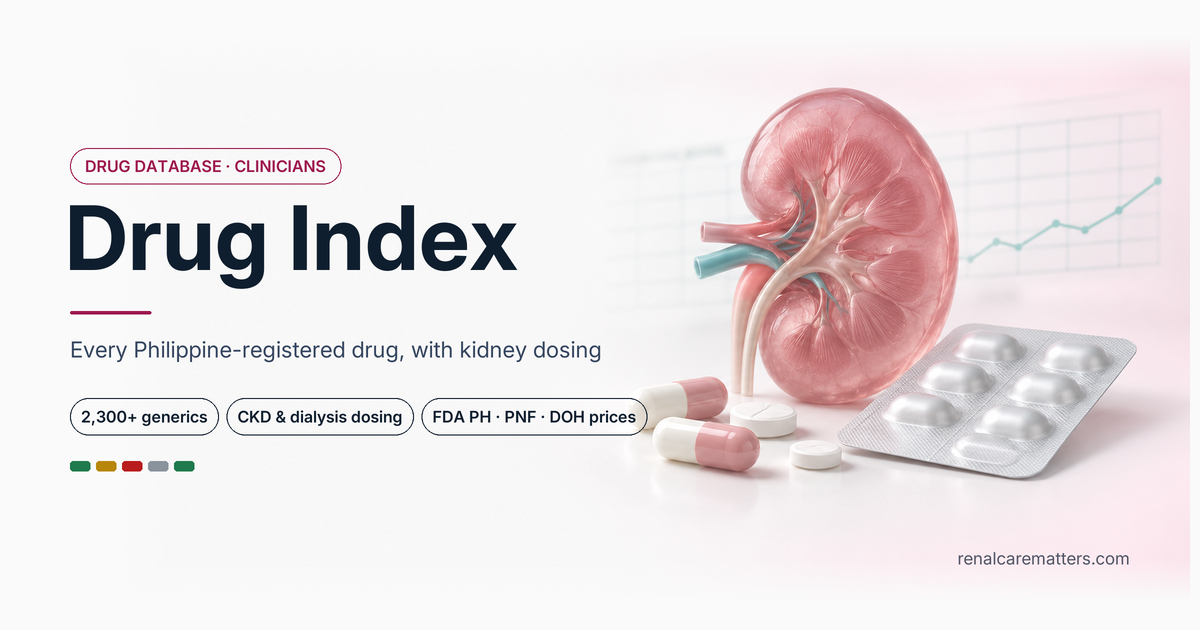 DRUG DATABASE · CLINICIANS
Drug Index
Every Philippine-registered drug, with kidney dosing
2,300+ generics
CKD & dialysis dosing
FDA PH · PNF · DOH prices
renalcarematters.com